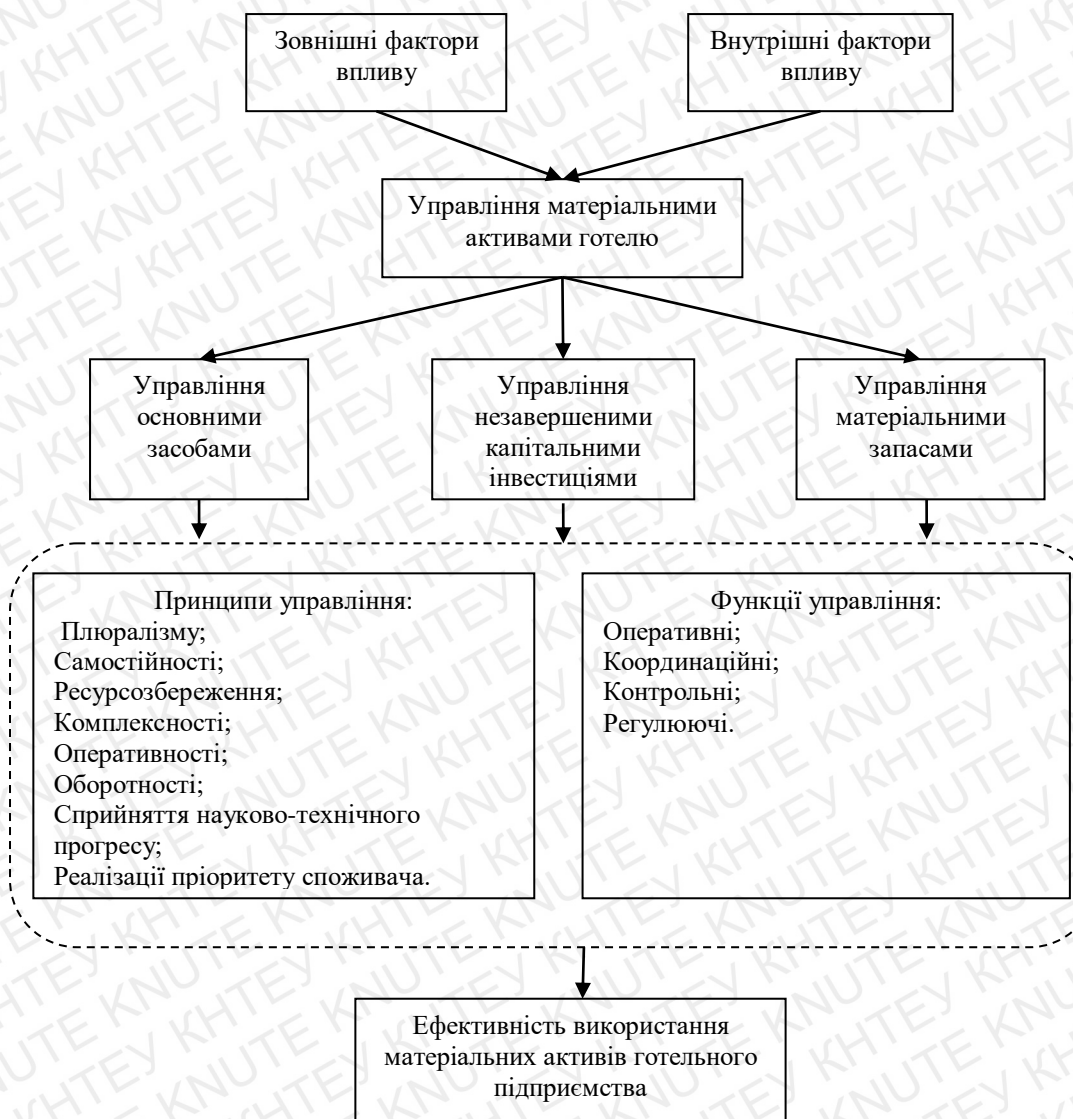 Зовнішні фактори
впливу
Внутрішні фактори
впливу
Управління матеріальними
активами готелю
Управління
основними
засобами
Управління
незавершеними
капітальними
інвестиціями
Управління
матеріальними
запасами
Принципи управління:
Плюралізму;
Самостійності;
Ресурсозбереження;
Комплексності;
Оперативності;
Оборотності;
Сприйняття науково-технічного
прогресу;
Реалізації пріоритету споживача.
Функції управління:
Оперативні;
Координаційні;
Контрольні;
Регулюючі.
Ефективність використання
матеріальних активів готельного
підприємства